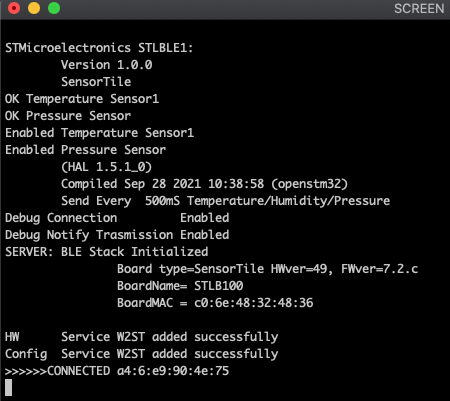 SCREEN
STMicroelectronics STLBLE1:
Version 1.0.0
SensorTile
OK Temperature Sensor1
OK Pressure Sensor
Enabled Temperature Sensor1
Enabled Pressure Sensor
(HAL 1.5.1_0)
Compiled Sep 28 2021 10:38:58 (openstm32)
Send Every  500mS Temperature/Humidity/Pressure
Debug Connection         Enabled
Debug Notify Trasmission Enabled
SERVER: BLE Stack Initialized
Board type=SensorTile HWver=49, FWver=7.2.c
BoardName= STLB100
BoardMAC = c0:6e:48:32:48:36
HW      Service W2ST added successfully
Config  Service W2ST added successfully
>>>>>>CONNECTED a4:6:e9:90:4e:75